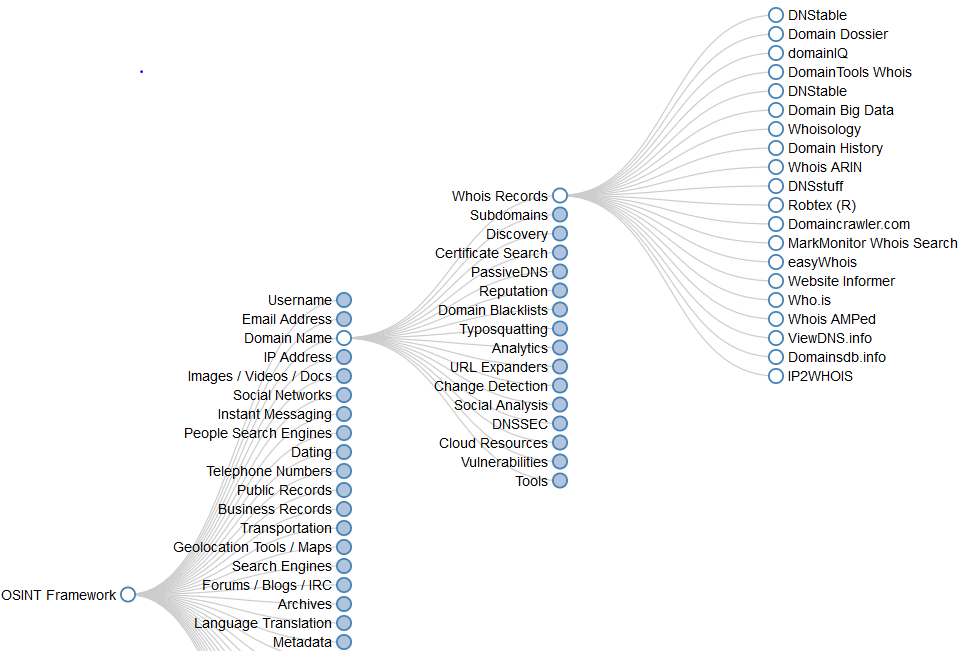 OSINT Framework
Username
Email Address
Domain Name
IP Address
Images / Videos / Docs
Social Networks
Instant Messaging
People Search Engines
Dating
Telephone Numbers
Public Records
Business Records
Transportation
Geolocation Tools / Maps
Search Engines
Forums / Blogs / IRC
Archives
Language Translation
Metadata
Whois Records
Subdomains
Discovery
Certificate Search
PassiveDNS
Reputation
Domain Blacklists
Typosquatting
Analytics
URL Expanders
Change Detection
Social Analysis
DNSSEC
Cloud Resources
Vulnerabilities
Tools
DNStable
Domain Dossier
domainIQ
DomainTools Whois
DNStable
Domain Big Data
Whoisology
Domain History
Whois ARIN
DNSstuff
Robtex (R)
Domaincrawler.com
MarkMonitor Whois Search
easyWhois
Website Informer
Who.is
Whois AMPed
ViewDNS.info
Domainsdb.info
IP2WHOIS